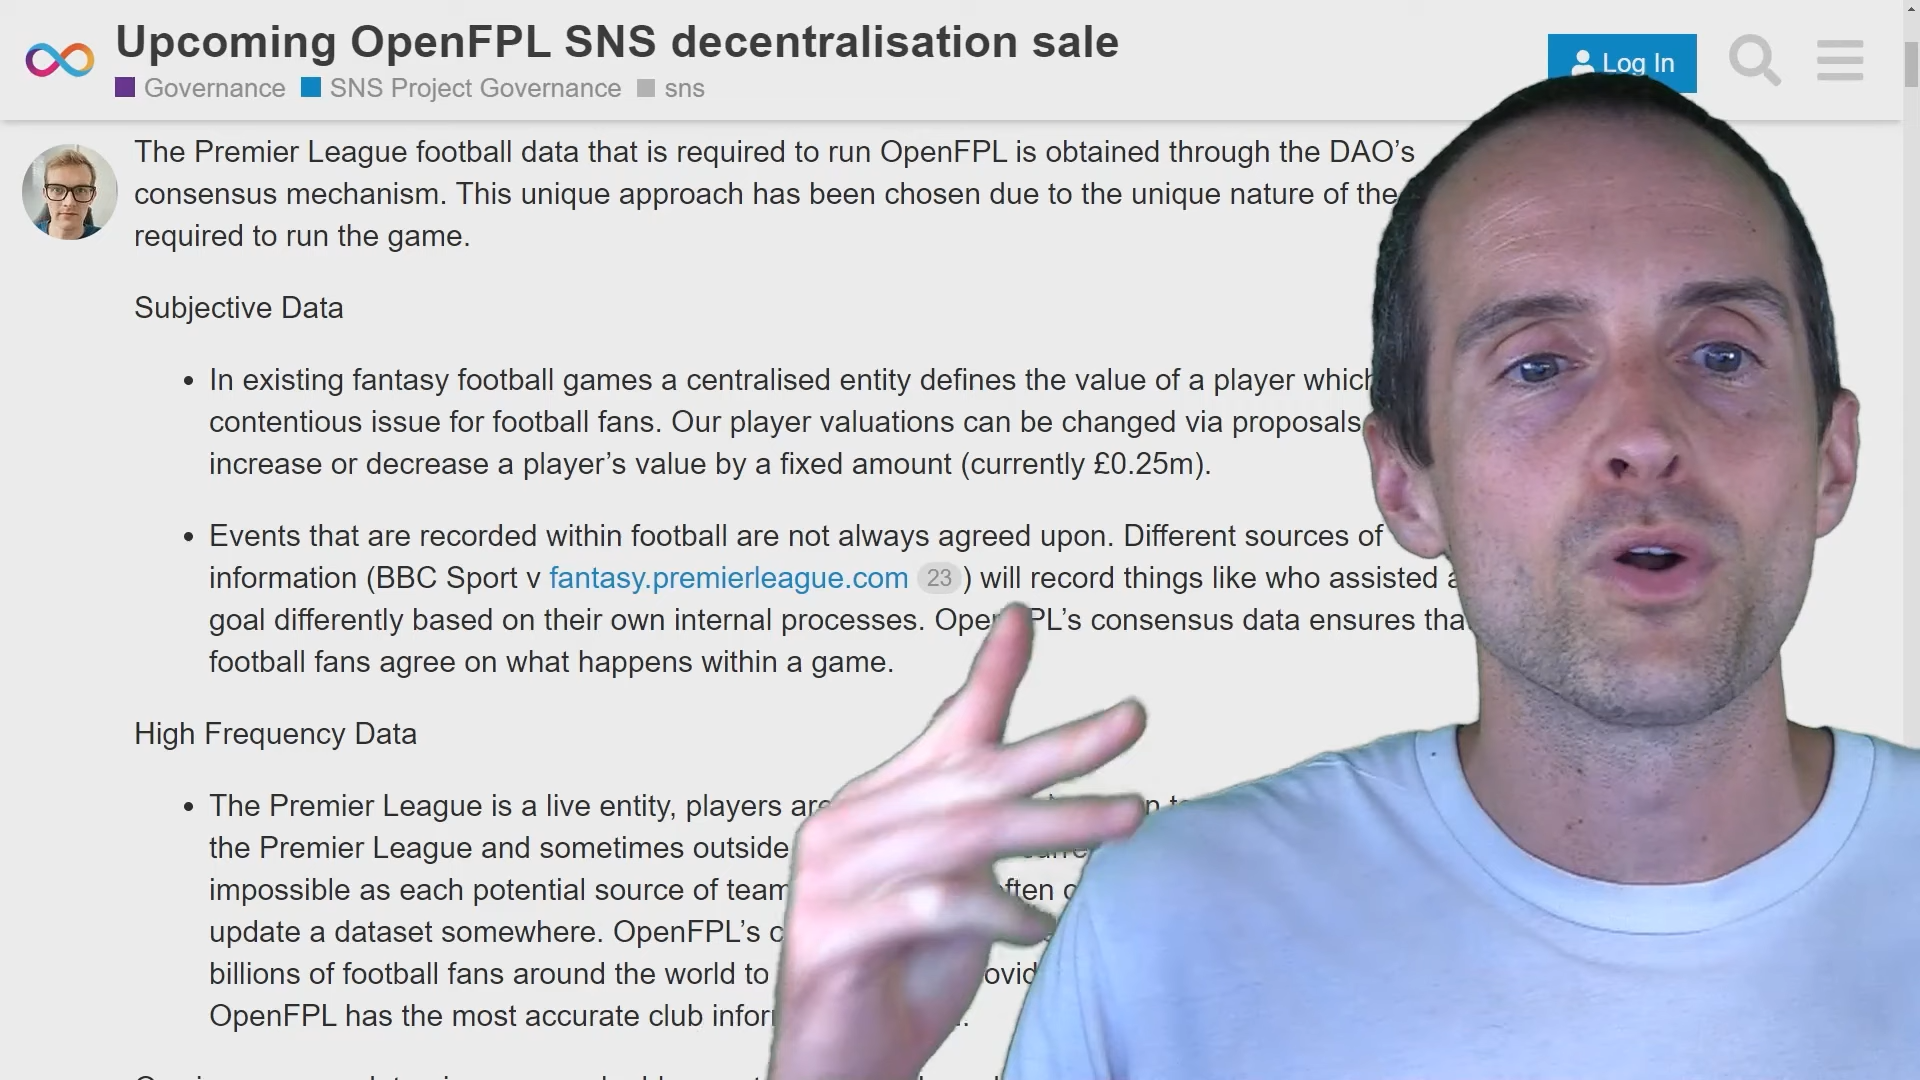 Upcoming OpenFPL SNS decentralisation sale
Governance SNS Project Governance sns
Log In
The Premier League football data that is required to run OpenFPL is obtained through the DAO’s
consensus mechanism. This unique approach has been chosen due to the unique nature of the
required to run the game.
Subjective Data
• In existing fantasy football games a centralised entity defines the value of a player which
contentious issue for football fans. Our player valuations can be changed via proposals
increase or decrease a player’s value by a fixed amount (currently £0.25m).
• Events that are recorded within football are not always agreed upon. Different sources of
information (BBC Sport v fantasy.premierleague.com 23 ) will record things like who assisted a
goal differently based on their own internal processes. OpenFPL’s consensus data ensures that
football fans agree on what happens within a game.
High Frequency Data
• The Premier League is a live entity, players are
the Premier League and sometimes outside
impossible as each potential source of team often
update a dataset somewhere. OpenFPL’s
billions of football fans around the world to
OpenFPL has the most accurate club